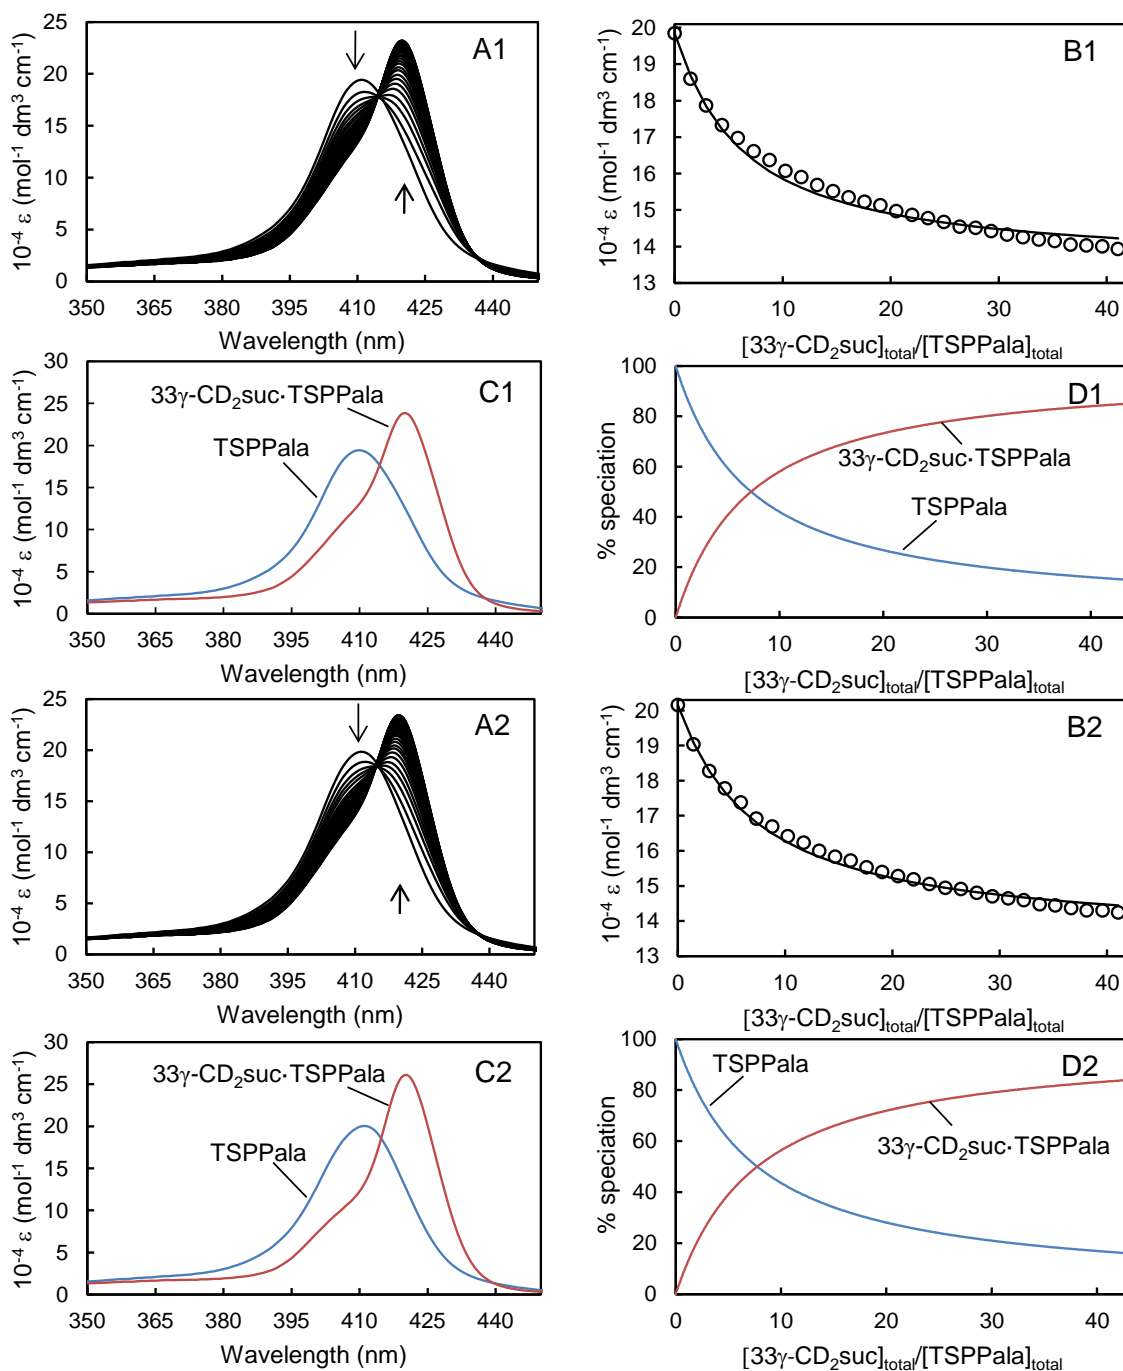 A1
10⁻⁴ ε (mol⁻¹ dm³ cm⁻¹)
25
20
15
10
5
0
350 365 380 395 410 425 440
Wavelength (nm)
B1
10⁻⁴ ε (mol⁻¹ dm³ cm⁻¹)
20
19
18
17
16
15
14
13
0 10 20 30 40
[33γ-CD₂suc]total/[TSPPala]total
C1
33γ-CD₂suc·TSPPala
TSPPala
10⁻⁴ ε (mol⁻¹ dm³ cm⁻¹)
30
25
20
15
10
5
0
350 365 380 395 410 425 440
Wavelength (nm)
D1
33γ-CD₂suc·TSPPala
TSPPala
% speciation
100
80
60
40
20
0
0 10 20 30 40
[33γ-CD₂suc]total/[TSPPala]total
A2
10⁻⁴ ε (mol⁻¹ dm³ cm⁻¹)
25
20
15
10
5
0
350 365 380 395 410 425 440
Wavelength (nm)
B2
10⁻⁴ ε (mol⁻¹ dm³ cm⁻¹)
20
19
18
17
16
15
14
13
0 10 20 30 40
[33γ-CD₂suc]total/[TSPPala]total
C2
33γ-CD₂suc·TSPPala
TSPPala
10⁻⁴ ε (mol⁻¹ dm³ cm⁻¹)
30
25
20
15
10
5
0
350 365 380 395 410 425 440
Wavelength (nm)
D2
TSPPala
33γ-CD₂suc·TSPPala
% speciation
100
80
60
40
20
0
0 10 20 30 40
[33γ-CD₂suc]total/[TSPPala]total